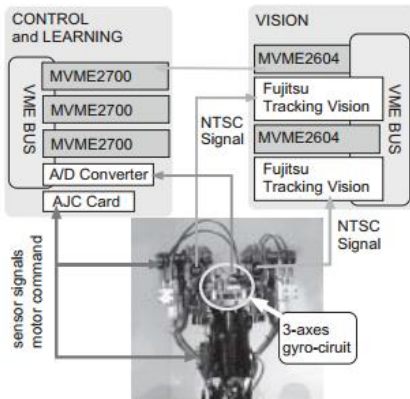 CONTROL
and LEARNING
VME BUS
MVME2700
MVME2700
MVME2700
A/D Converter
AJC Card
VISION
MVME2604
Fujitsu
Tracking Vision
MVME2604
Fujitsu
Tracking Vision
VME BUS
NTSC
Signal
NTSC
Signal
sensor signals
motor command
3-axes
gyro-ciruit